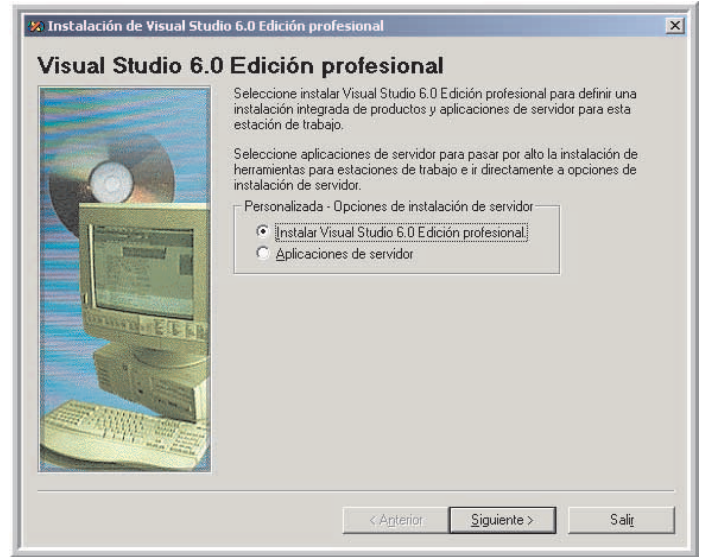 Instalación de Visual Studio 6.0 Edición profesional
Visual Studio 6.0 Edición profesional
Seleccione instalar Visual Studio 6.0 Edición profesional para definir una
instalación integrada de productos y aplicaciones de servidor para esta
estación de trabajo.
Seleccione aplicaciones de servidor para pasar por alto la instalación de
herramientas para estaciones de trabajo e ir directamente a opciones de
instalación de servidor.
Personalizada - Opciones de instalación de servidor
Instalar Visual Studio 6.0 Edición profesional.
Aplicaciones de servidor
< Anterior
Siguiente >
Salir